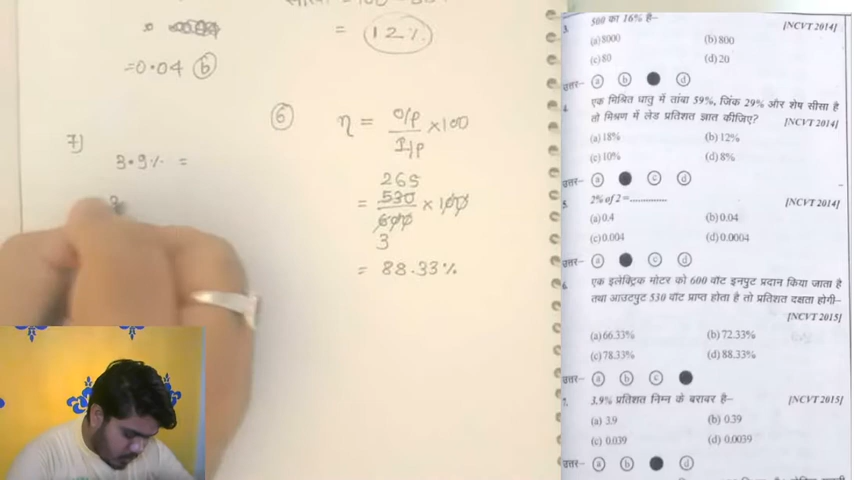 = 12%
=0.04 (b)
(6)
η = O/p ×100
I/p
265
= 530 × 100
600
3
= 88.33%
7)
3.9% =
3
3. 500 का 16% है– [NCVT 2014]
(a) 8000 (b) 800
(c) 80 (d) 20
उत्तर– (a) (b) ● (d)
4. एक मिश्रित धातु में तांबा 59%, जिंक 29% और शेष सीसा है
तो मिश्रण में लेड प्रतिशत ज्ञात कीजिए? [NCVT 2014]
(a) 18% (b) 12%
(c) 10% (d) 8%
उत्तर– (a) ● (c) (d)
5. 2% of 2 = ............. [NCVT 2014]
(a) 0.4 (b) 0.04
(c) 0.004 (d) 0.0004
उत्तर– (a) ● (c) (d)
6. एक इलेक्ट्रिक मोटर को 600 वॉट इनपुट प्रदान किया जाता है
तथा आउटपुट 530 वॉट प्राप्त होता है तो प्रतिशत दक्षता होगी–
[NCVT 2015]
(a) 66.33% (b) 72.33%
(c) 78.33% (d) 88.33%
उत्तर– (a) (b) (c) ●
7. 3.9% प्रतिशत निम्न के बराबर है– [NCVT 2015]
(a) 3.9 (b) 0.39
(c) 0.039 (d) 0.0039
उत्तर– (a) (b) ● (d)